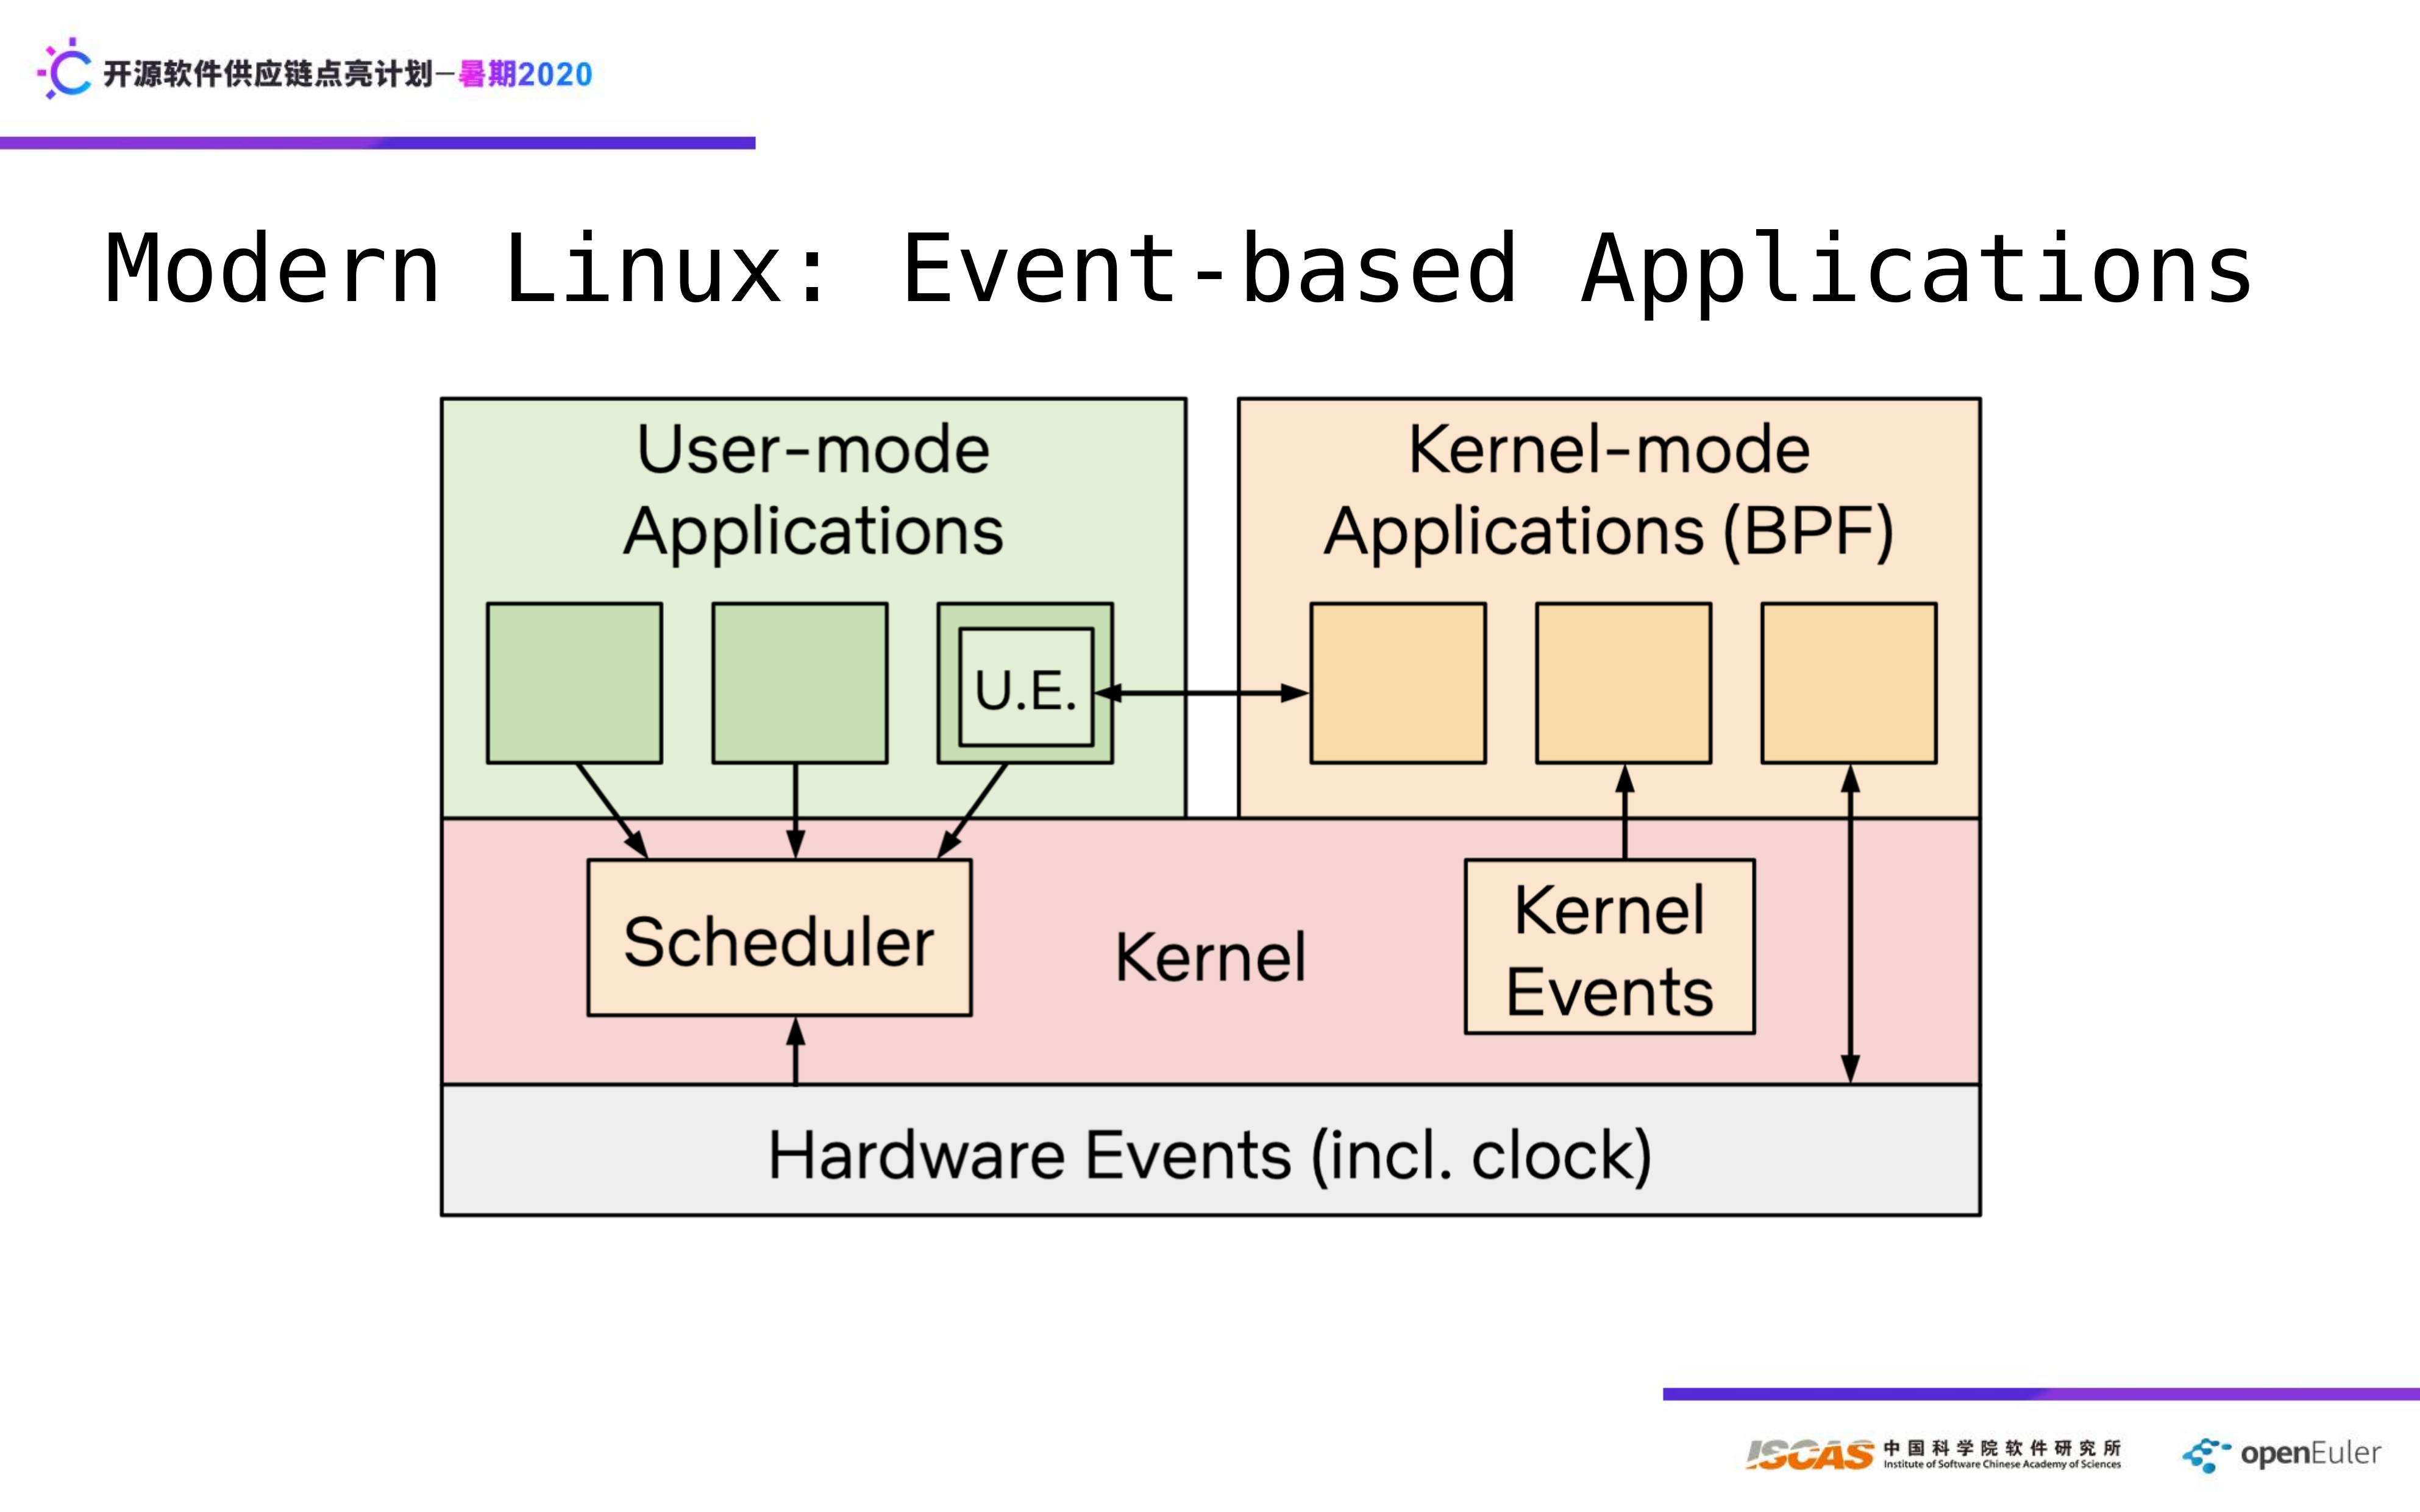 开源软件供应链点亮计划—暑期2020
Modern Linux: Event-based Applications
User-mode
Applications
Kernel-mode
Applications (BPF)
U.E.
Scheduler
Kernel
Kernel
Events
Hardware Events (incl. clock)
ISCAS
中国科学院软件研究所
Institute of Software Chinese Academy of Sciences
openEuler